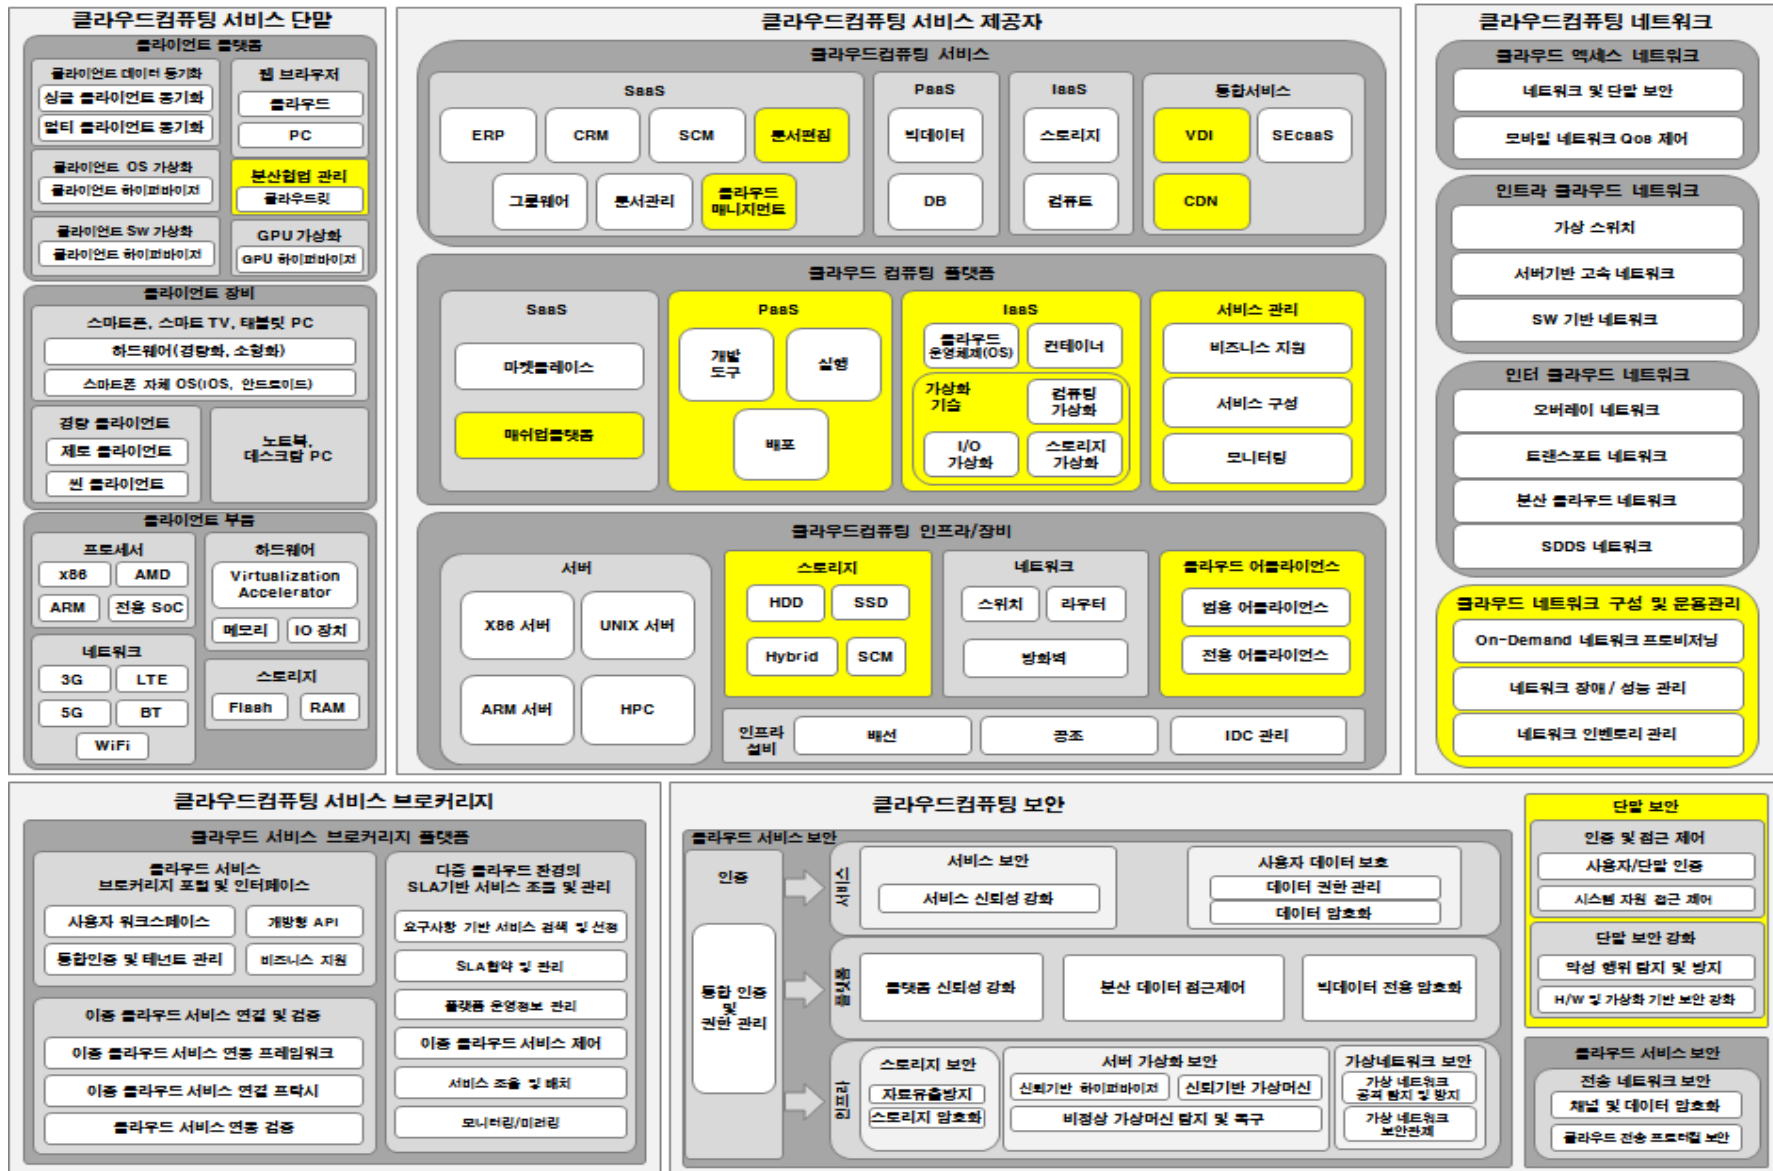 클라우드컴퓨팅 서비스 단말
클라이언트 플랫폼
클라이언트 데이터 동기화
싱글 클라이언트 동기화
멀티 클라이언트 동기화
웹 브라우저
클라우드
PC
클라이언트 OS 가상화
클라이언트 하이퍼바이저
분산협업 관리
클라우드릿
클라이언트 SW 가상화
클라이언트 하이퍼바이저
GPU 가상화
GPU 하이퍼바이저
클라이언트 장비
스마트폰, 스마트 TV, 태블릿 PC
하드웨어(경량화, 소형화)
스마트폰 자체 OS(iOS, 안드로이드)
경량 클라이언트
제로 클라이언트
씬 클라이언트
노트북,
데스크탑 PC
클라이언트 부품
프로세서
x86
AMD
ARM
전용 SoC
하드웨어
Virtualization
Accelerator
메모리
IO 장치
네트워크
3G
LTE
5G
BT
WiFi
스토리지
Flash
RAM
클라우드컴퓨팅 서비스 제공자
클라우드컴퓨팅 서비스
SaaS
ERP
CRM
SCM
문서편집
그룹웨어
문서관리
클라우드
매니지먼트
PaaS
빅데이터
DB
IaaS
스토리지
컴퓨트
통합서비스
VDI
SEcaaS
CDN
클라우드 컴퓨팅 플랫폼
SaaS
마켓플레이스
매쉬업플랫폼
PaaS
개발
도구
실행
배포
IaaS
클라우드
운영체제(OS)
컨테이너
가상화
기술
컴퓨팅
가상화
I/O
가상화
스토리지
가상화
서비스 관리
비즈니스 지원
서비스 구성
모니터링
클라우드컴퓨팅 인프라/장비
서버
X86 서버
UNIX 서버
ARM 서버
HPC
스토리지
HDD
SSD
Hybrid
SCM
네트워크
스위치
라우터
방화벽
클라우드 어플라이언스
범용 어플라이언스
전용 어플라이언스
인프라
설비
배선
공조
IDC 관리
클라우드컴퓨팅 네트워크
클라우드 엑세스 네트워크
네트워크 및 단말 보안
모바일 네트워크 QoS 제어
인트라 클라우드 네트워크
가상 스위치
서버기반 고속 네트워크
SW 기반 네트워크
인터 클라우드 네트워크
오버레이 네트워크
트랜스포트 네트워크
분산 클라우드 네트워크
SDDS 네트워크
클라우드 네트워크 구성 및 운용관리
On-Demand 네트워크 프로비저닝
네트워크 장애 / 성능 관리
네트워크 인벤토리 관리
클라우드컴퓨팅 서비스 브로커리지
클라우드 서비스 브로커리지 플랫폼
클라우드 서비스
브로커리지 포털 및 인터페이스
사용자 워크스페이스
개방형 API
통합인증 및 테넌트 관리
비즈니스 지원
이종 클라우드 서비스 연결 및 검증
이종 클라우드 서비스 연동 프레임워크
이종 클라우드 서비스 연결 프락시
클라우드 서비스 연동 검증
다중 클라우드 환경의
SLA기반 서비스 조율 및 관리
요구사항 기반 서비스 검색 및 선정
SLA협약 및 관리
플랫폼 운영정보 관리
이종 클라우드 서비스 제어
서비스 조율 및 배치
모니터링/미러링
클라우드컴퓨팅 보안
클라우드 서비스 보안
인증
통합 인증
및
권한 관리
서비스
서비스 보안
서비스 신뢰성 강화
사용자 데이터 보호
데이터 권한 관리
데이터 암호화
플랫폼
플랫폼 신뢰성 강화
분산 데이터 접근제어
빅데이터 전용 암호화
인프라
스토리지 보안
자료유출방지
스토리지 암호화
서버 가상화 보안
신뢰기반 하이퍼바이저
신뢰기반 가상머신
비정상 가상머신 탐지 및 복구
가상네트워크 보안
가상 네트워크
공격 탐지 및 방지
가상 네트워크
보안관제
단말 보안
인증 및 접근 제어
사용자/단말 인증
시스템 자원 접근 제어
단말 보안 강화
악성 행위 탐지 및 방지
H/W 및 가상화 기반 보안 강화
클라우드 서비스 보안
전송 네트워크 보안
채널 및 데이터 암호화
클라우드 전송 프로터컬 보안